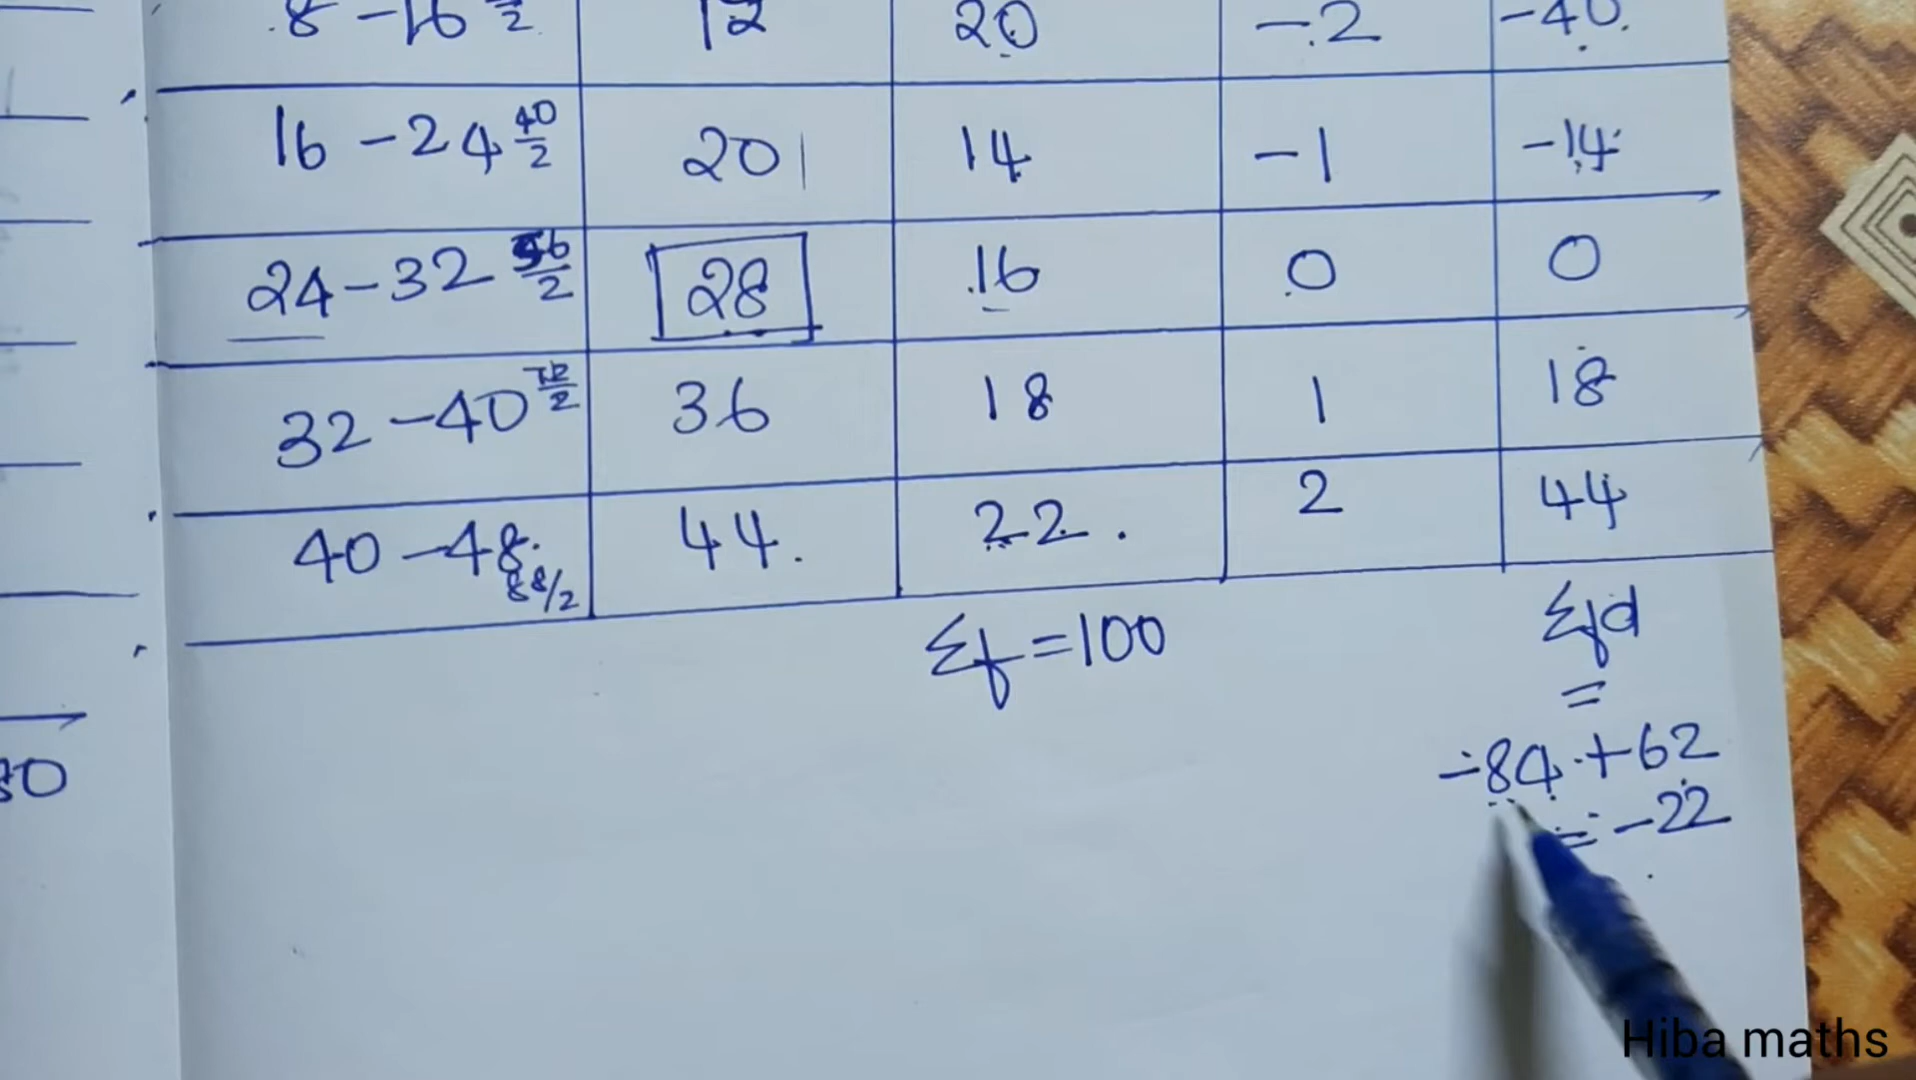 8 - 16 /2 12 20 -2 -40
16 - 24 40/2 20 14 -1 -14
24 - 32 56/2 28 16 0 0
32 - 40 72/2 36 18 1 18
40 - 48 88/2 44 22 2 44
Σf = 100 Σfd
=
-84 + 62
= -22
Hiba maths